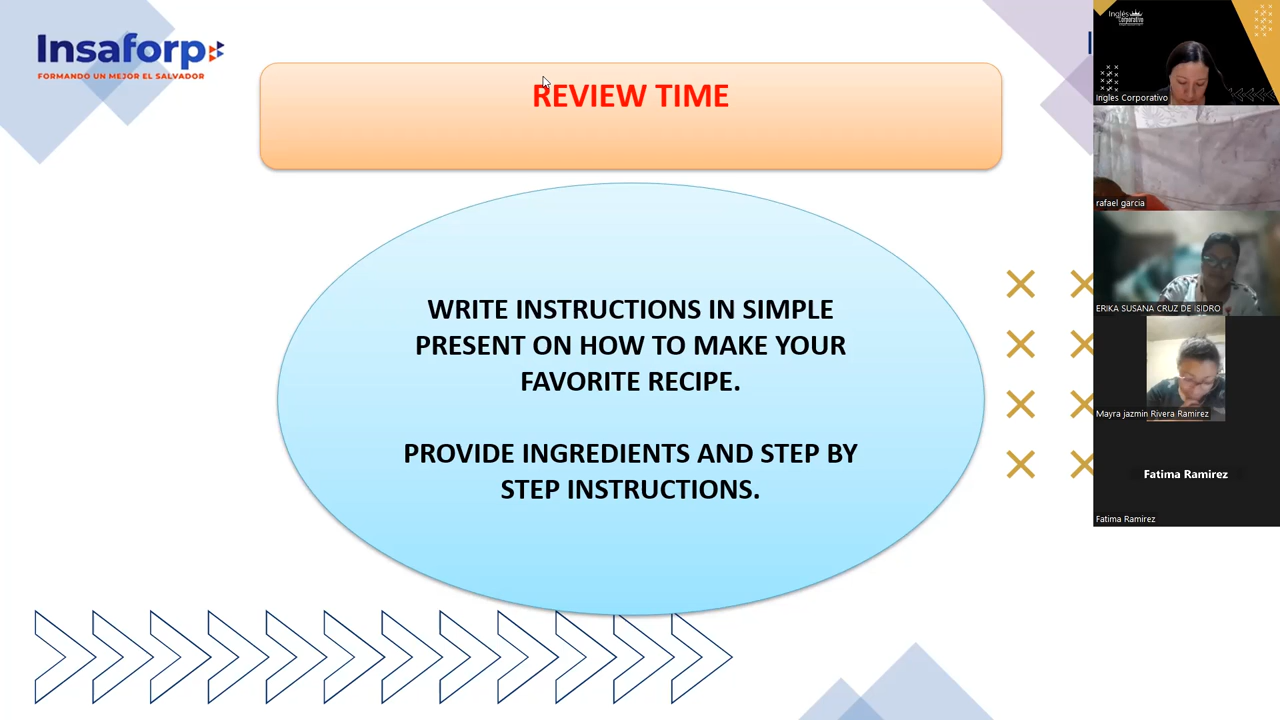 Insaforp
FORMANDO UN MEJOR EL SALVADOR
REVIEW TIME
WRITE INSTRUCTIONS IN SIMPLE
PRESENT ON HOW TO MAKE YOUR
FAVORITE RECIPE.
PROVIDE INGREDIENTS AND STEP BY
STEP INSTRUCTIONS.
Inglés
Corporativo
Ingles Corporativo
rafael garcia
ERIKA SUSANA CRUZ DE ISIDRO
Mayra jazmin Rivera Ramirez
Fatima Ramirez
Fatima Ramirez